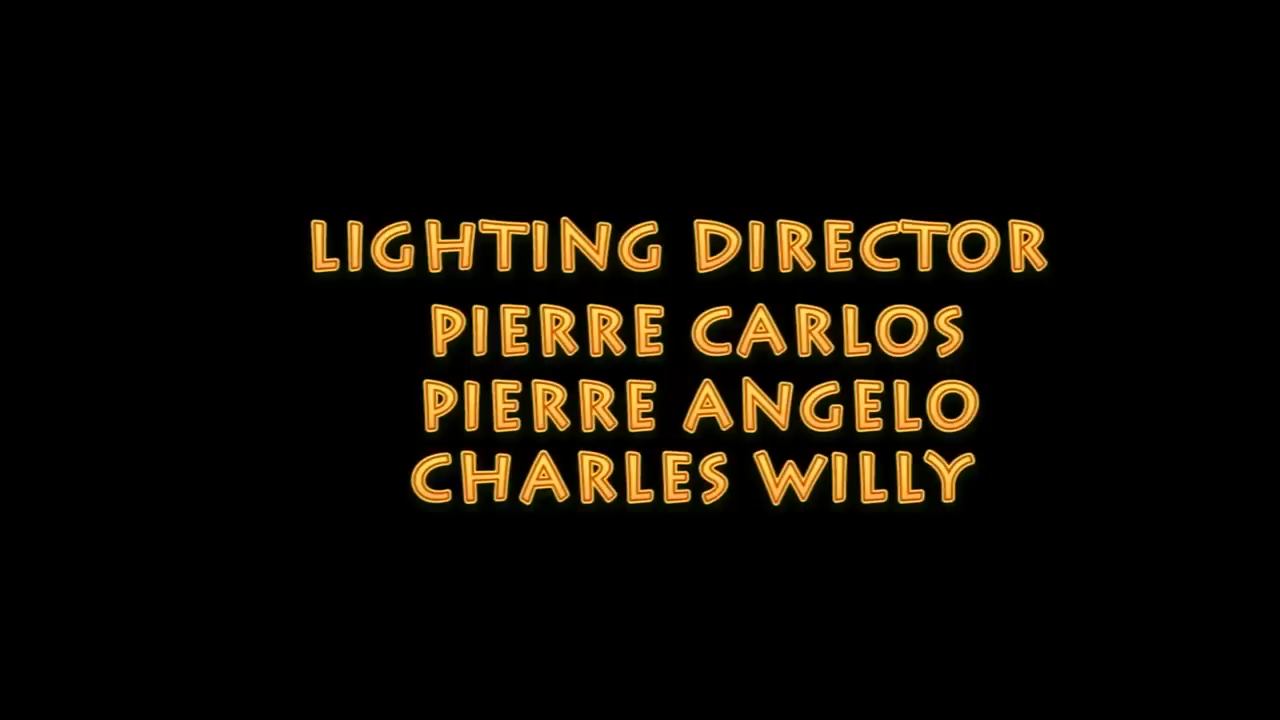 LIGHTING DIRECTOR
PIERRE CARLOS
PIERRE ANGELO
CHARLES WILLY